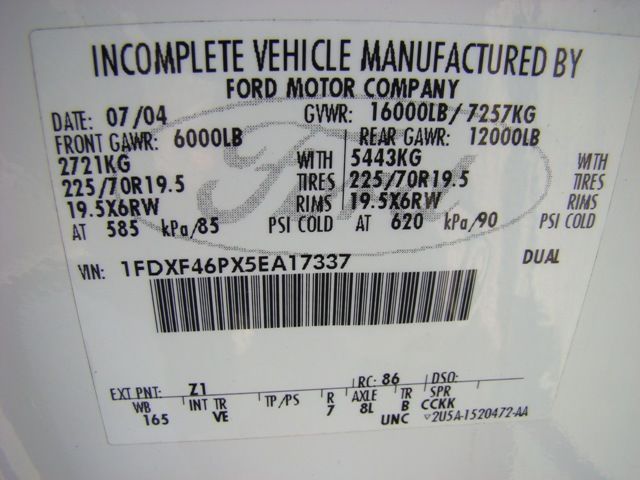 INCOMPLETE VEHICLE MANUFACTURED BY
FORD MOTOR COMPANY
DATE: 07/04 GVWR: 16000LB/7257KG
FRONT GAWR: 6000LB REAR GAWR: 12000LB
2721KG WITH 5443KG WITH
225/70R19.5 TIRES 225/70R19.5 TIRES
19.5X6RW RIMS 19.5X6RW RIMS
AT 585 kPa/85 PSI COLD AT 620 kPa/90 PSI COLD
VIN: 1FDXF46PX5EA17337 DUAL
Ford
EXT PNT: Z1 RC: 86 DSO:
WB INT TR TP/PS R AXLE TR SPR
165 VE 7 8L B CCKK
UNC ▽2U5A-1520472-AA